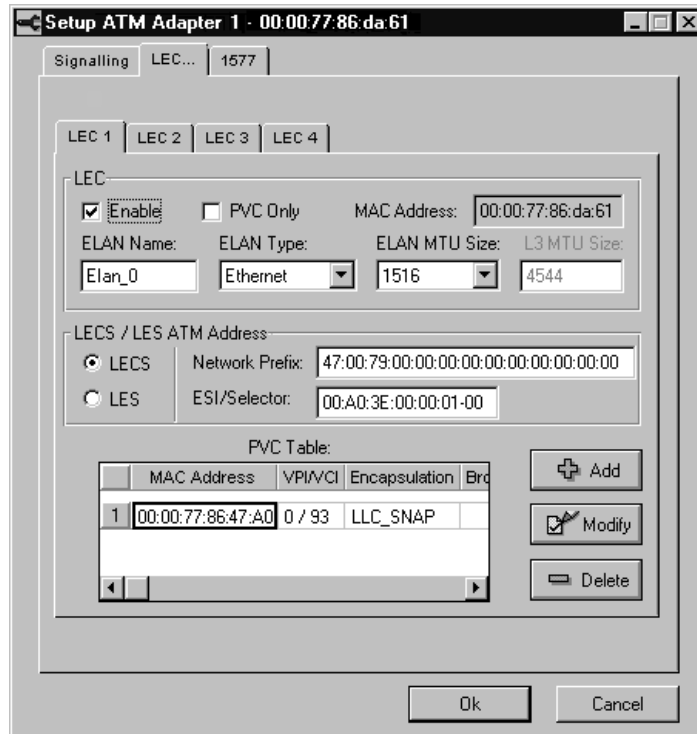 Setup ATM Adapter 1 - 00:00:77:86:da:61
Signalling LEC... 1577
LEC 1 LEC 2 LEC 3 LEC 4
LEC
Enable PVC Only MAC Address: 00:00:77:86:da:61
ELAN Name: ELAN Type: ELAN MTU Size: L3 MTU Size:
Elan_0 Ethernet 1516 4544
LECS / LES ATM Address
LECS Network Prefix: 47:00:79:00:00:00:00:00:00:00:00:00:00
LES ESI/Selector: 00:A0:3E:00:00:01-00
PVC Table:
MAC Address VPI/VCI Encapsulation Brc
1 00:00:77:86:47:A0 0 / 93 LLC_SNAP
Add
Modify
Delete
Ok Cancel